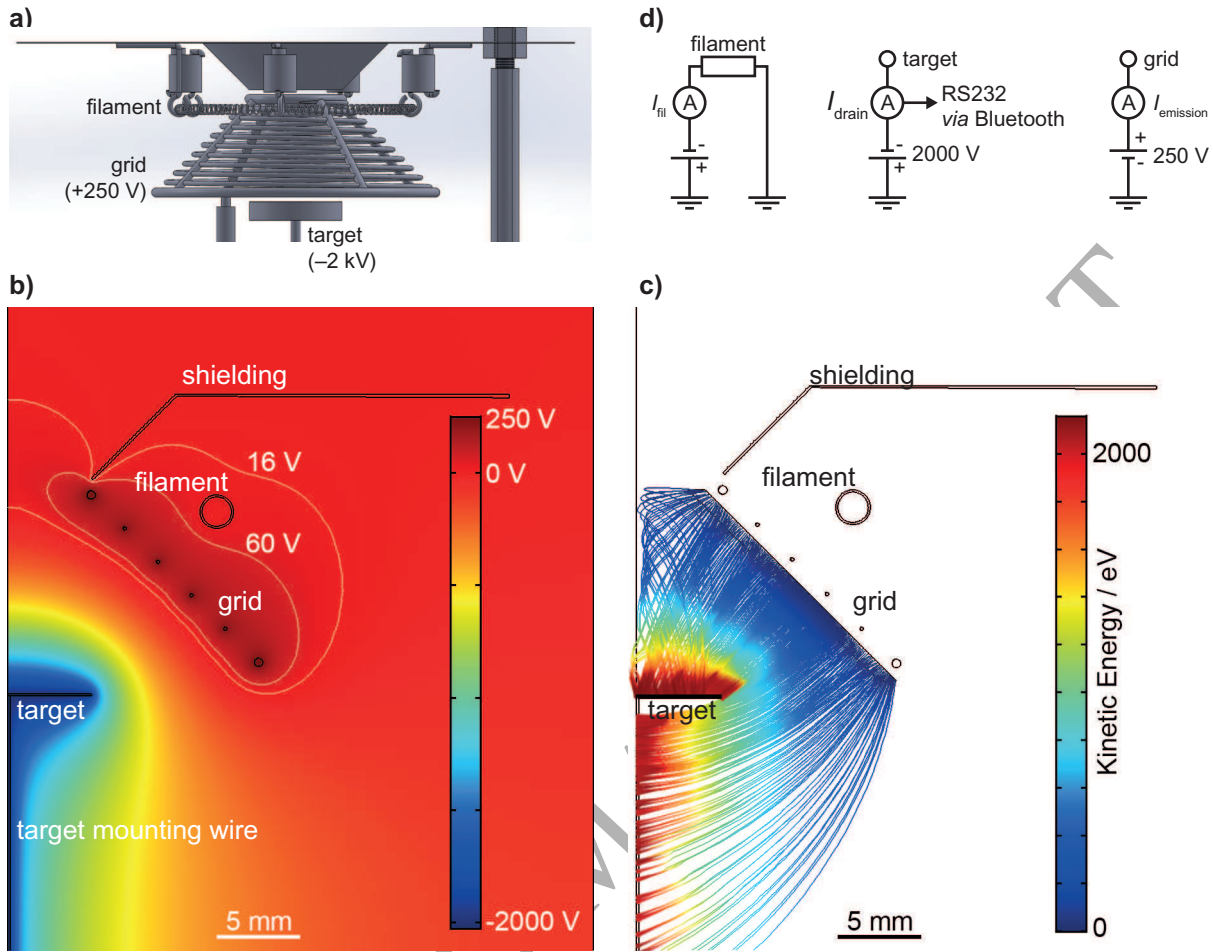 a)
filament
grid
(+250 V)
target
(–2 kV)
d)
filament
I_fil
A
-
+
target
I_drain
A
RS232
via Bluetooth
-
+
2000 V
grid
A
I_emission
+
-
250 V
b)
shielding
250 V
0 V
16 V
filament
60 V
grid
target
target mounting wire
5 mm
-2000 V
c)
shielding
2000
filament
grid
Kinetic Energy / eV
target
5 mm
0
M
T